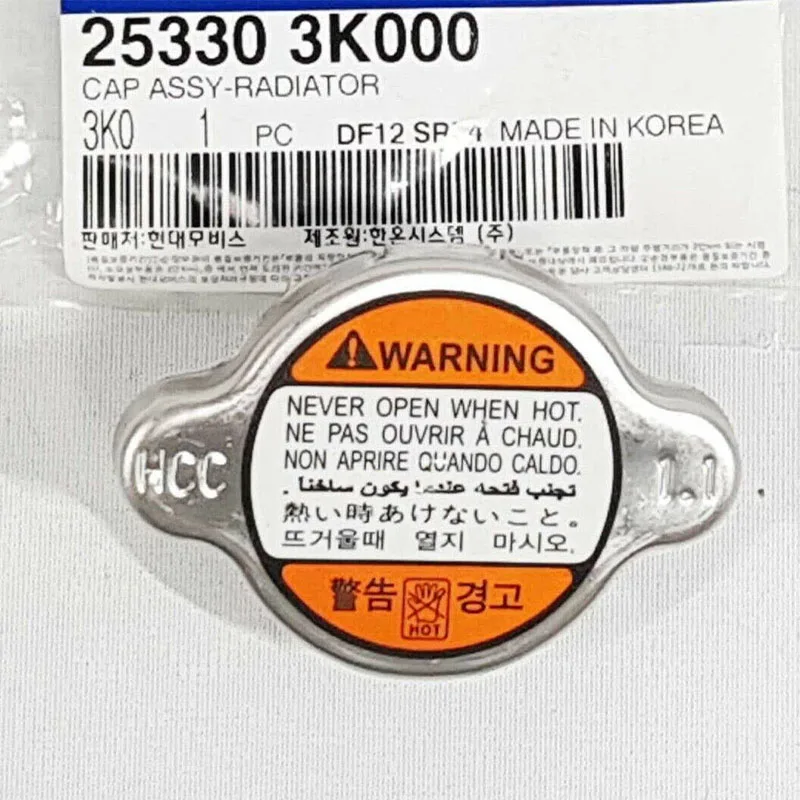 25330 3K000
CAP ASSY-RADIATOR
3K0 1 PC DF12 MADE IN KOREA
판매처:현대모비스 제조원:한온시스템 (주)
WARNING
NEVER OPEN WHEN HOT.
NE PAS OUVRIR À CHAUD.
NON APRIRE QUANDO CALDO.
تجنب فتحه عندما يكون ساخنا.
熱い時あけないこと。
뜨거울때 열지 마시오.
HCC 1.1
警告 경고
HOT